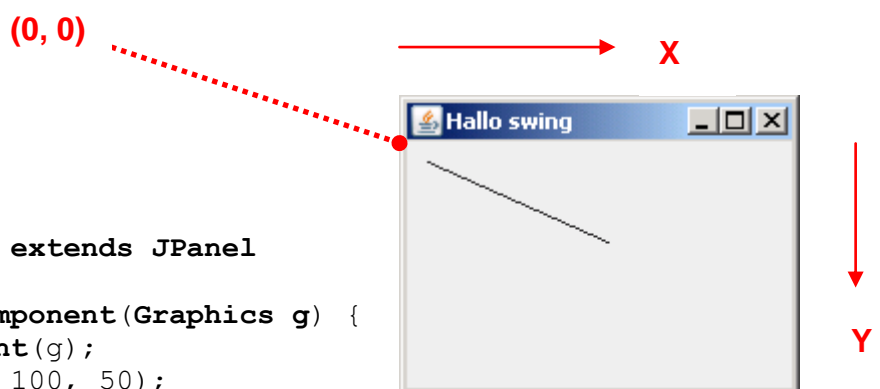 (0, 0)
X
Hallo swing
extends JPanel
mponent(Graphics g) {
nt(g);
100, 50);
Y